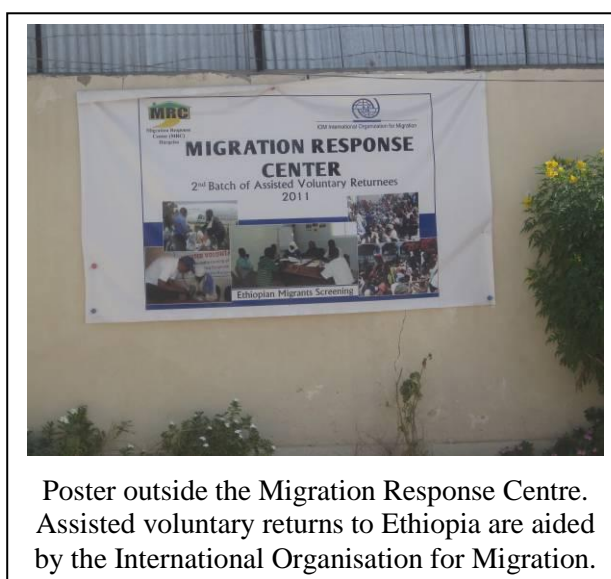 MRC
Migration Response
Centre (MRC)
Hargeisa
IOM International Organization for Migration
MIGRATION RESPONSE
CENTER
2nd Batch of Assisted Voluntary Returnees
2011
Ethiopian Migrants Screening
Poster outside the Migration Response Centre.
Assisted voluntary returns to Ethiopia are aided
by the International Organisation for Migration.